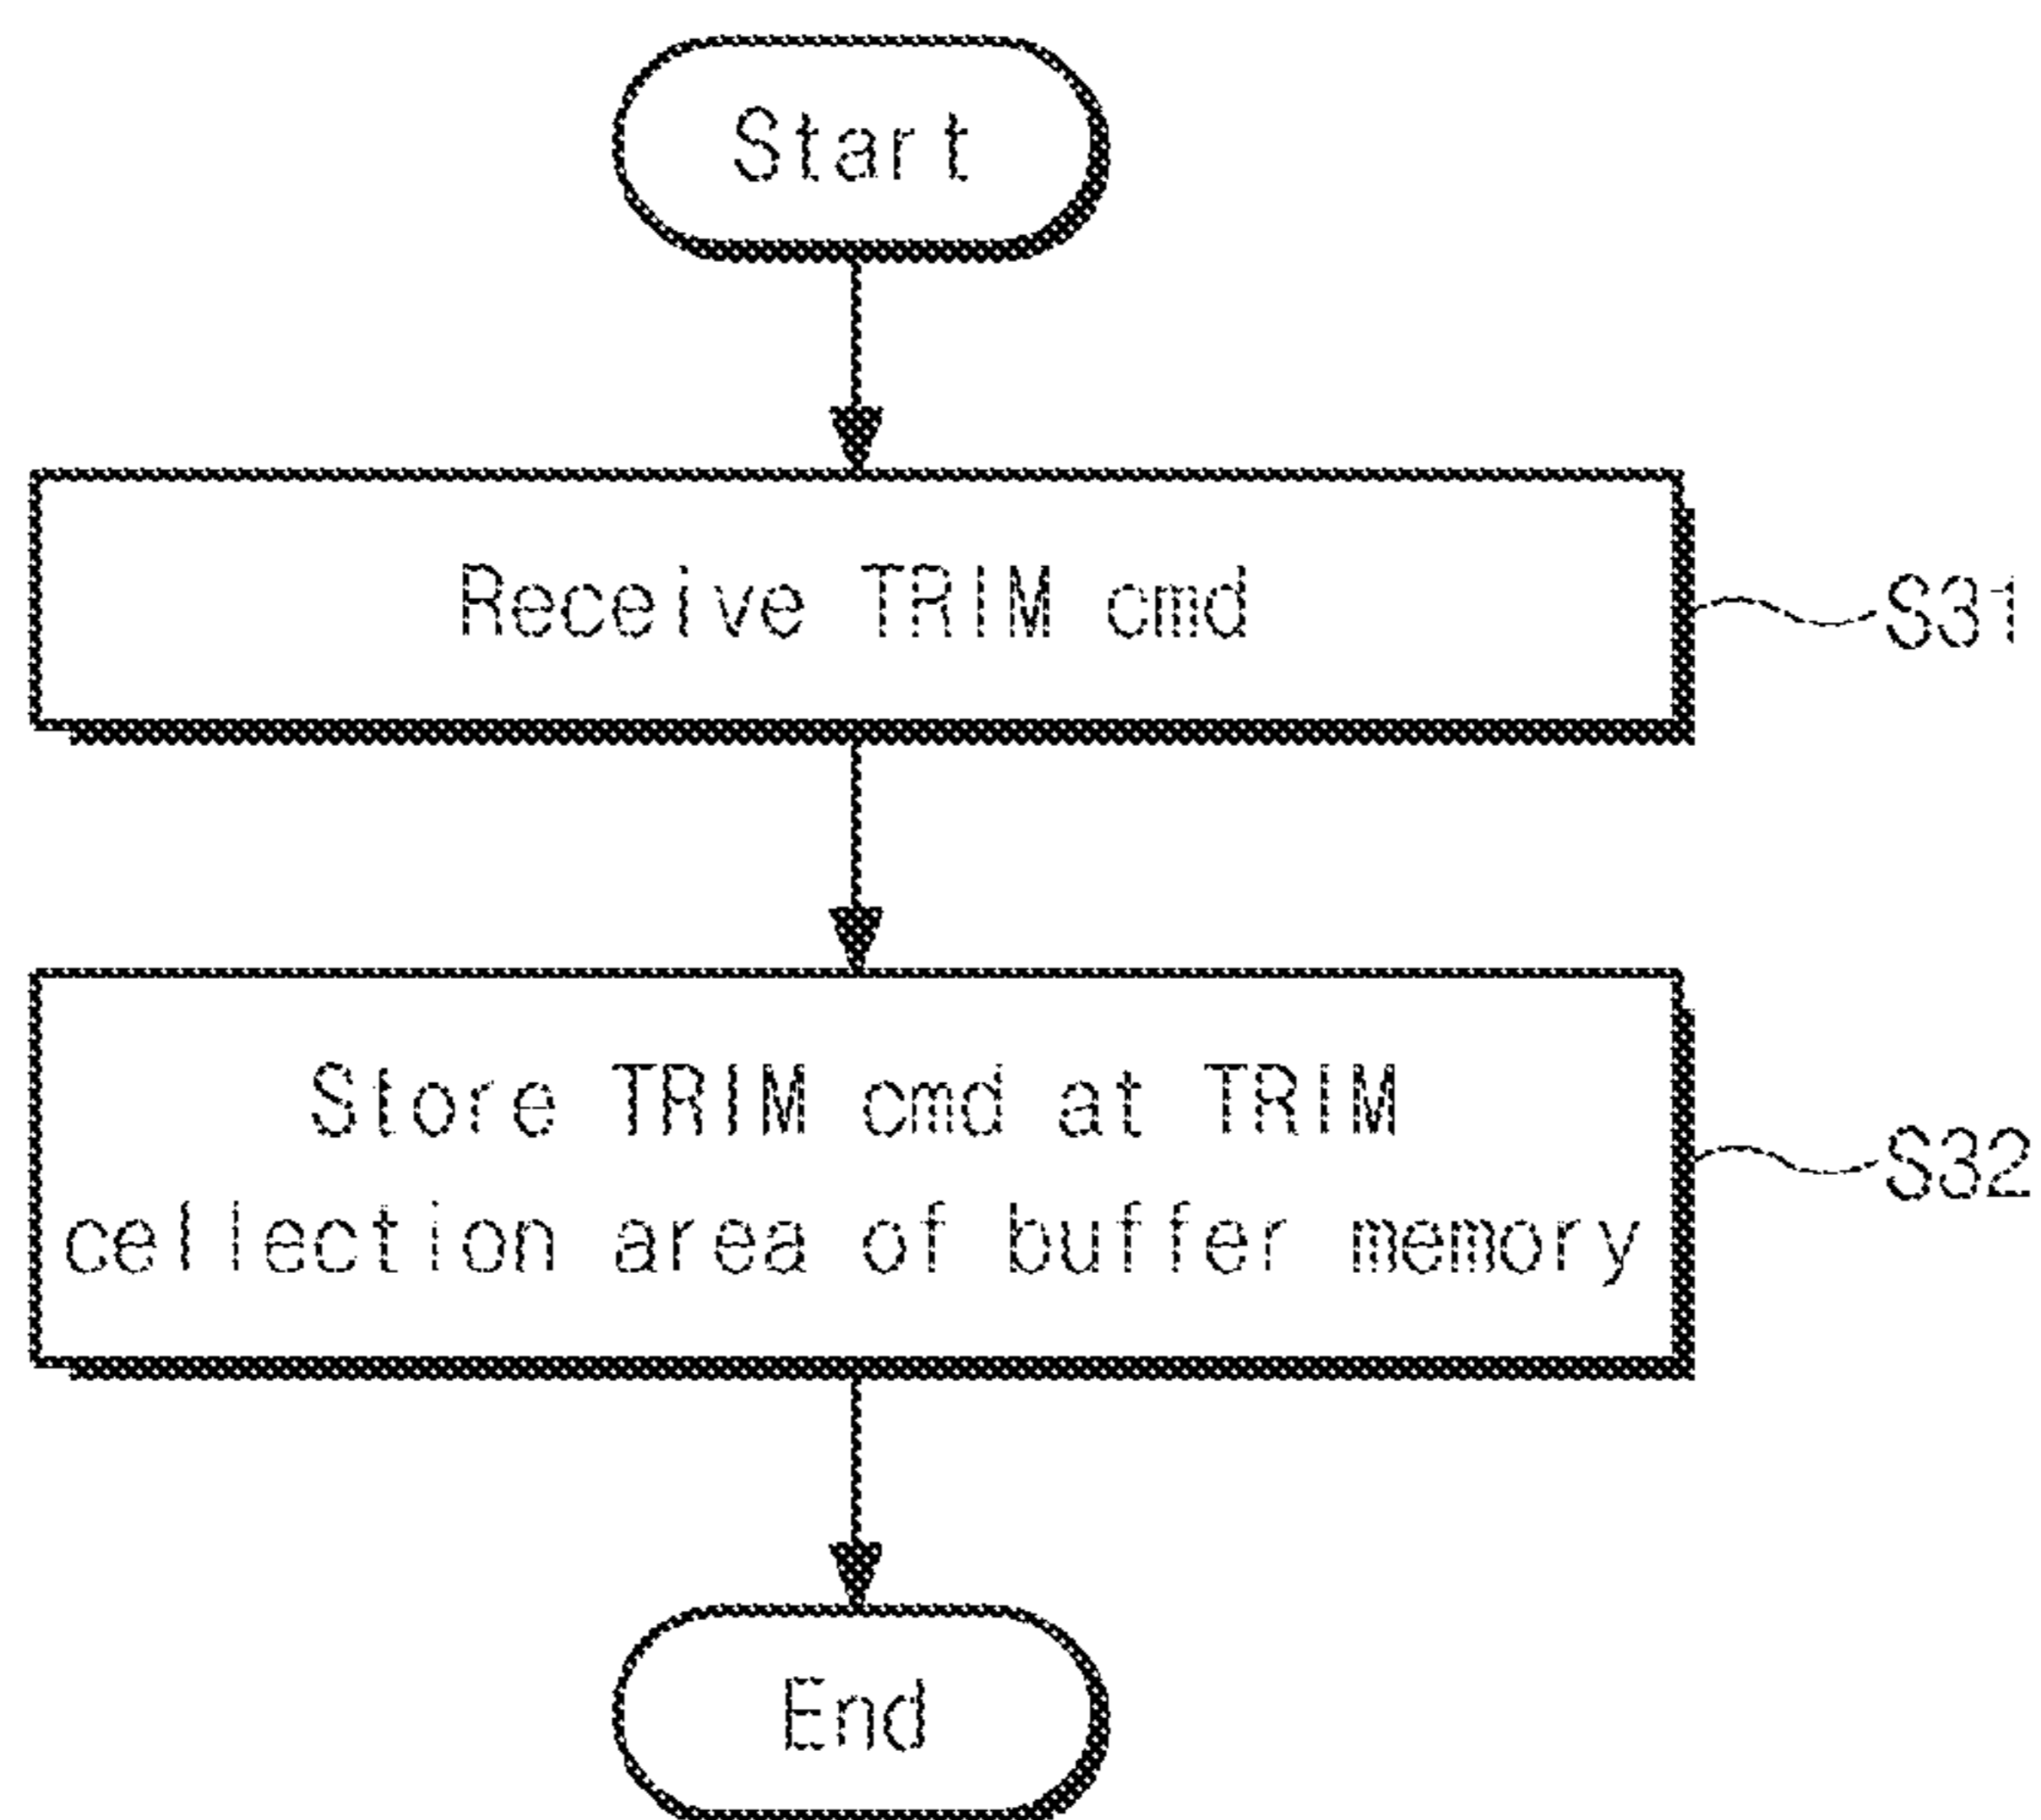 Start
Receive TRIM cmd
S31
Store TRIM cmd at TRIM
cellection area of buffer memory
S32
End